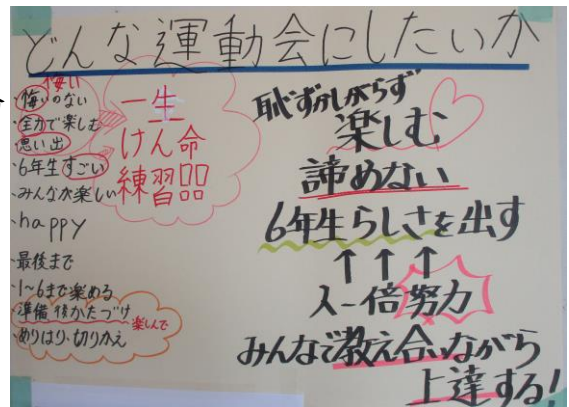 どんな運動会にしたいか
悔い
・悔いのない
・全力で楽しむ
思い出
・6年生すごい
・みんなが楽しい
・happy
・最後まで
・1~6まで楽める
・準備 後かたづけ 楽しんで
・めりはり・切りかえ
一生
けん命
練習
恥ずかしがらず
楽しむ
諦めない
6年生らしさを出す
↑↑↑
人一倍努力
みんなで教え合いながら
上達する!